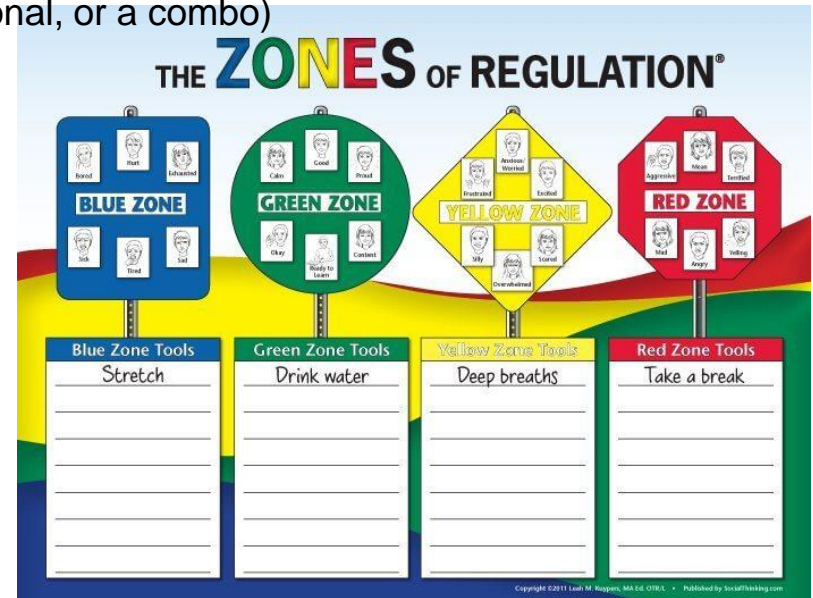 onal, or a combo)
THE ZONES OF REGULATION®
Bored
Hurt
Exhausted
BLUE ZONE
Sick
Tired
Sad
Calm
Good
Proud
GREEN ZONE
Okay
Ready to
Learn
Content
Frustrated
Anxious/
Worried
Excited
YELLOW ZONE
Silly
Overwhelmed
Scared
Aggressive
Mean
Terrified
RED ZONE
Mad
Angry
Yelling
Blue Zone Tools
Stretch
Green Zone Tools
Drink water
Yellow Zone Tools
Deep breaths
Red Zone Tools
Take a break
Copyright ©2011 Leah M. Kuypers, MA Ed. OTR/L • Published by SocialThinking.com